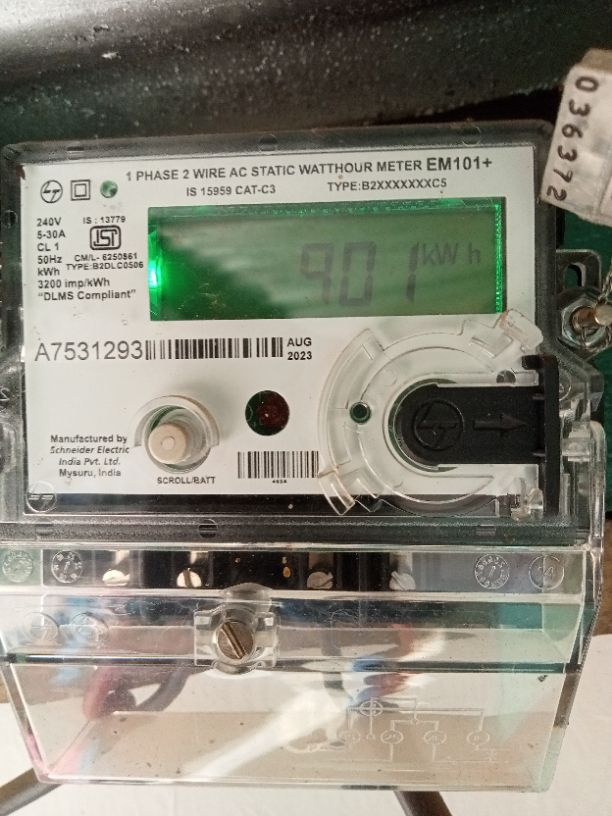 036372
1 PHASE 2 WIRE AC STATIC WATTHOUR METER EM101+
IS 15959 CAT-C3 TYPE:B2XXXXXXXC5
240V
5-30A
CL 1
50Hz
kWh
3200 imp/kWh
"DLMS Compliant"
IS : 13779
ISI
CM/L- 6250861
TYPE:B2DLC0506
901 kWh
A7531293
AUG
2023
Manufactured by
Schneider Electric
India Pvt. Ltd.
Mysuru, India
SCROLL/BATT